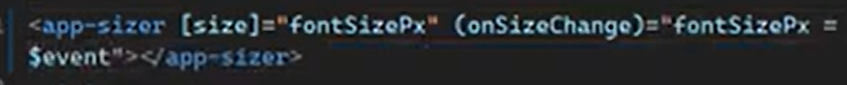 <app-sizer [size]="fontSizePx" (onSizeChange)="fontSizePx =
$event"></app-sizer>